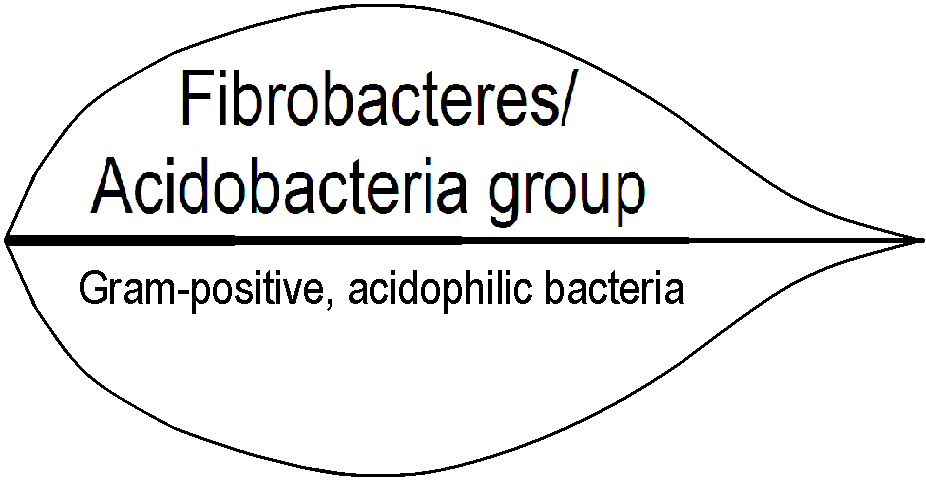 Fibrobacteres/
Acidobacteria group
Gram-positive, acidophilic bacteria